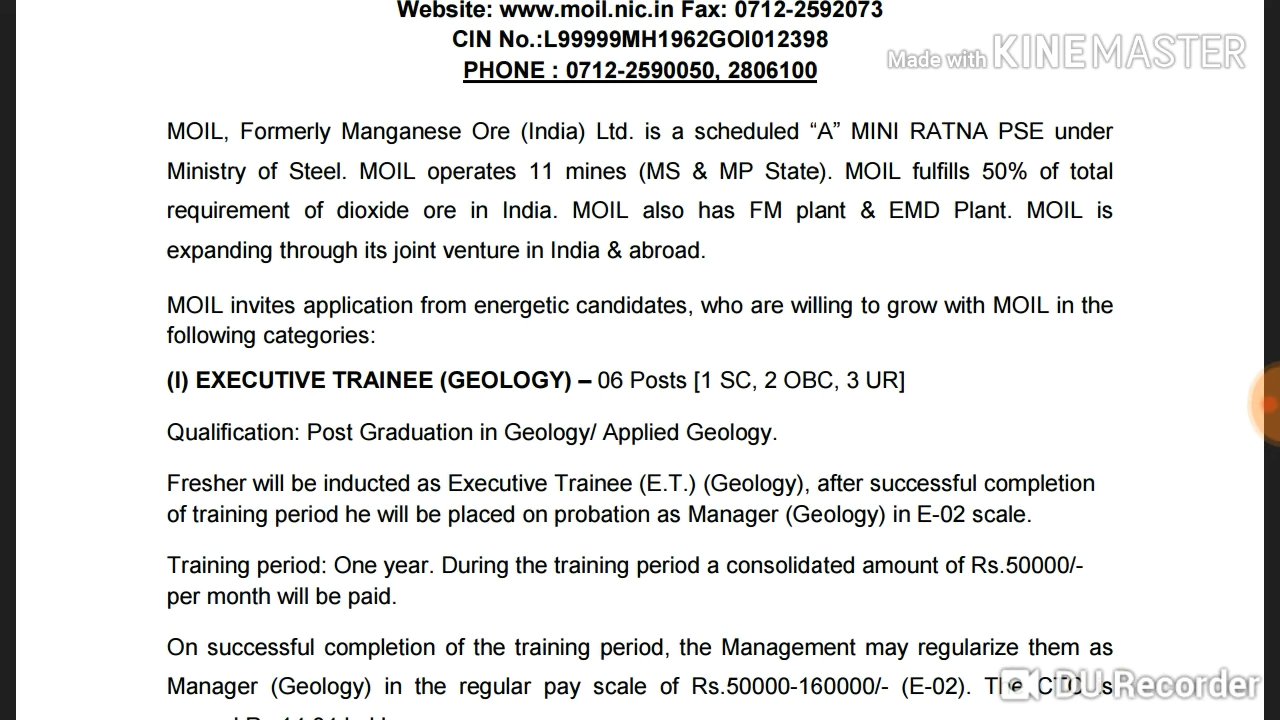 Website: www.moil.nic.in Fax: 0712-2592073
CIN No.:L99999MH1962GOI012398
PHONE : 0712-2590050, 2806100
Made with KINEMASTER
MOIL, Formerly Manganese Ore (India) Ltd. is a scheduled “A” MINI RATNA PSE under
Ministry of Steel. MOIL operates 11 mines (MS & MP State). MOIL fulfills 50% of total
requirement of dioxide ore in India. MOIL also has FM plant & EMD Plant. MOIL is
expanding through its joint venture in India & abroad.
MOIL invites application from energetic candidates, who are willing to grow with MOIL in the
following categories:
(I) EXECUTIVE TRAINEE (GEOLOGY) – 06 Posts [1 SC, 2 OBC, 3 UR]
Qualification: Post Graduation in Geology/ Applied Geology.
Fresher will be inducted as Executive Trainee (E.T.) (Geology), after successful completion
of training period he will be placed on probation as Manager (Geology) in E-02 scale.
Training period: One year. During the training period a consolidated amount of Rs.50000/-
per month will be paid.
On successful completion of the training period, the Management may regularize them as
Manager (Geology) in the regular pay scale of Rs.50000-160000/- (E-02). The CTC is
DU Recorder